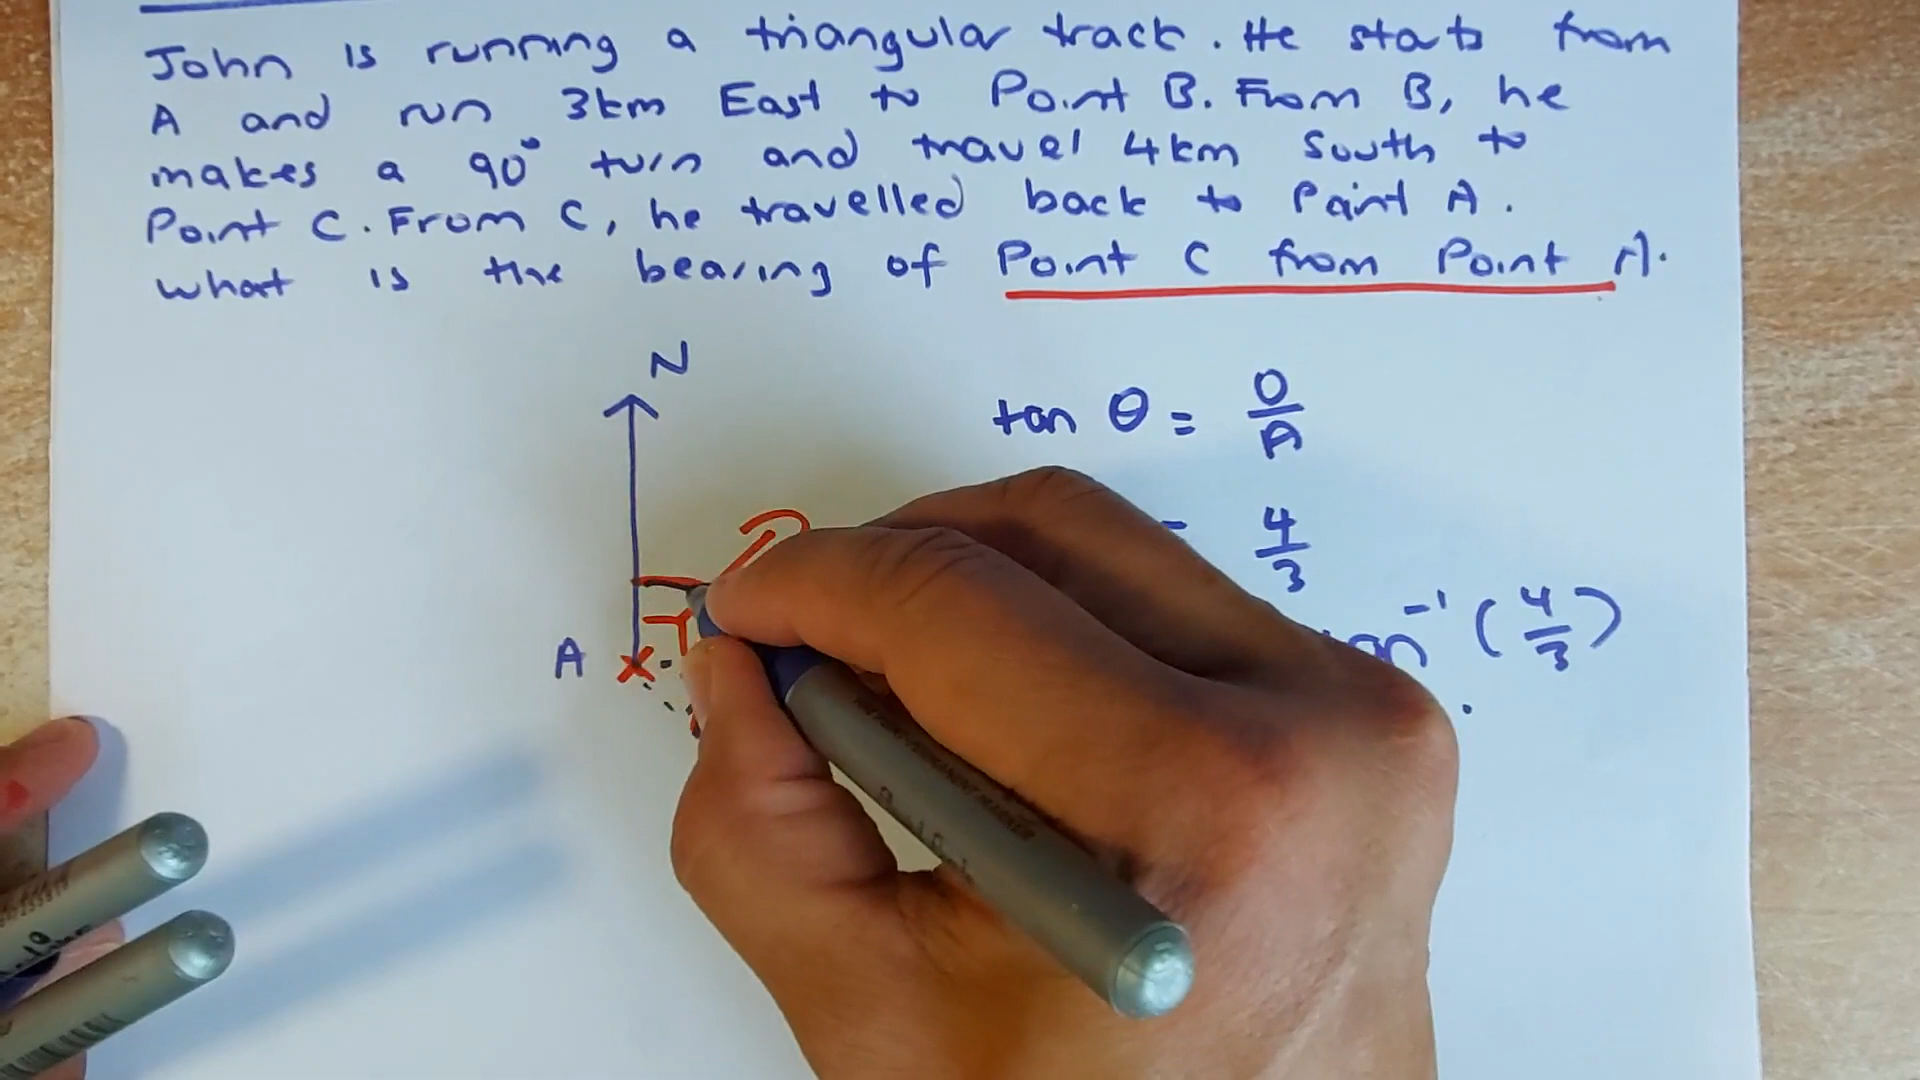 John is running a triangular track. He starts from
A and run 3km East to Point B. From B, he
makes a 90° turn and travel 4km South to
Point C. From C, he travelled back to Point A.
What is the bearing of Point C from Point A.
N
tan θ = O/A
= 4/3
tan⁻¹ (4/3)
A
?